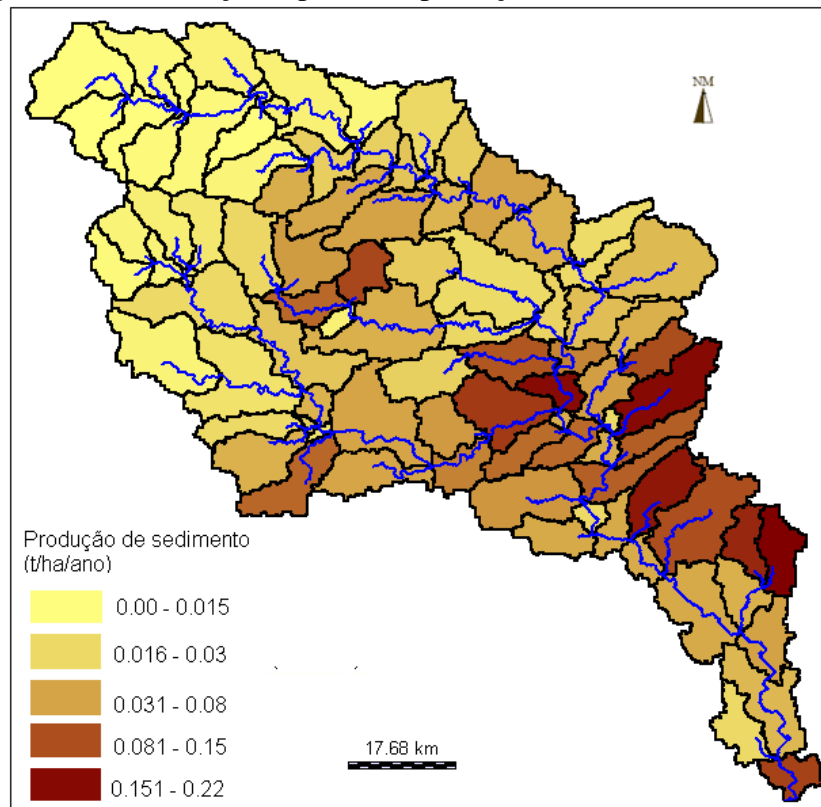 NM
Produção de sedimento
(t/ha/ano)
0.00 - 0.015
0.016 - 0.03
0.031 - 0.08
0.081 - 0.15
0.151 - 0.22
17.68 km